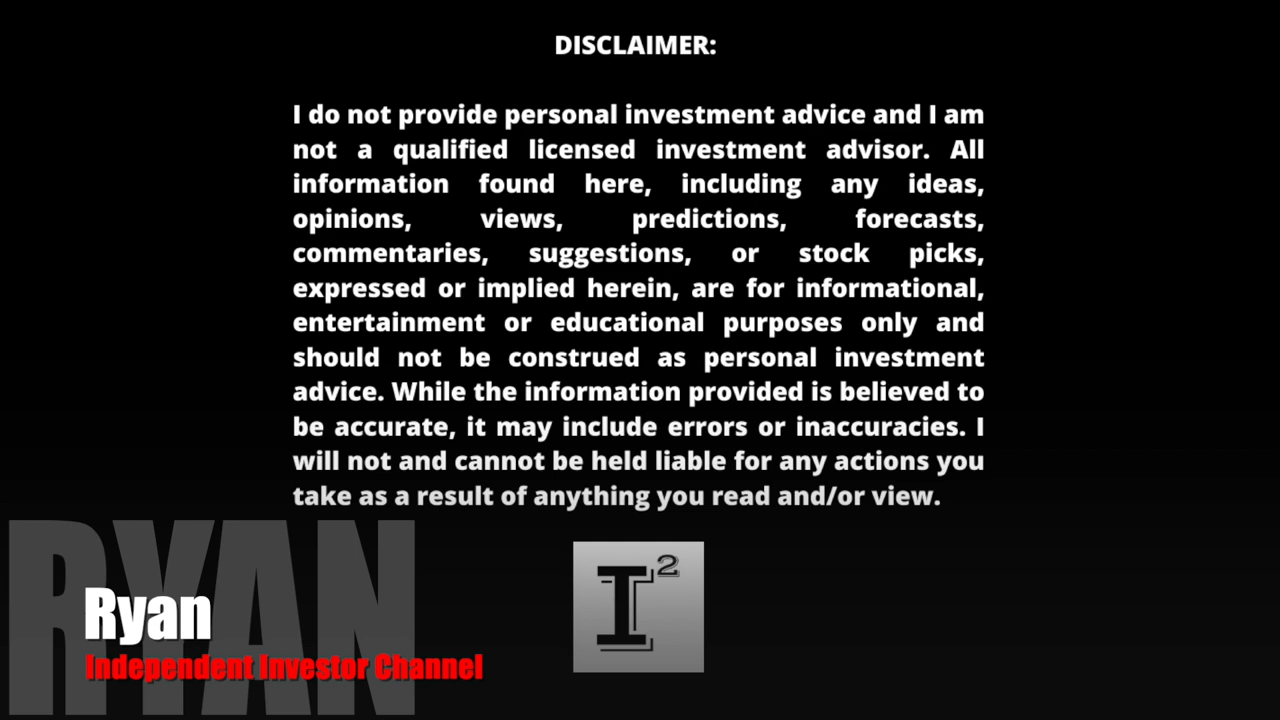 DISCLAIMER:
I do not provide personal investment advice and I am
not a qualified licensed investment advisor. All
information found here, including any ideas,
opinions, views, predictions, forecasts,
commentaries, suggestions, or stock picks,
expressed or implied herein, are for informational,
entertainment or educational purposes only and
should not be construed as personal investment
advice. While the information provided is believed to
be accurate, it may include errors or inaccuracies. I
will not and cannot be held liable for any actions you
take as a result of anything you read and/or view.
RYAN
Ryan
Independent Investor Channel
I²